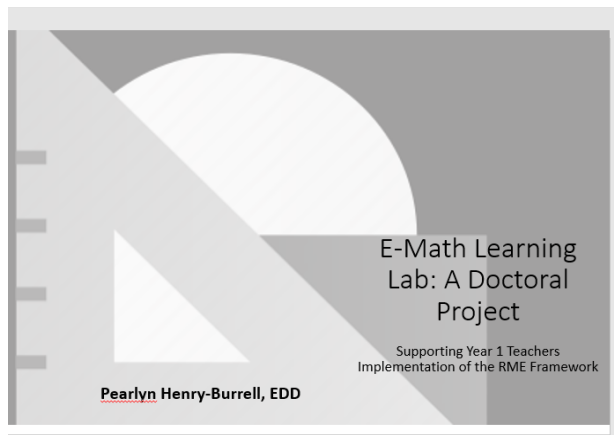 E-Math Learning
Lab: A Doctoral
Project
Supporting Year 1 Teachers
Implementation of the RME Framework
Pearlyn Henry-Burrell, EDD